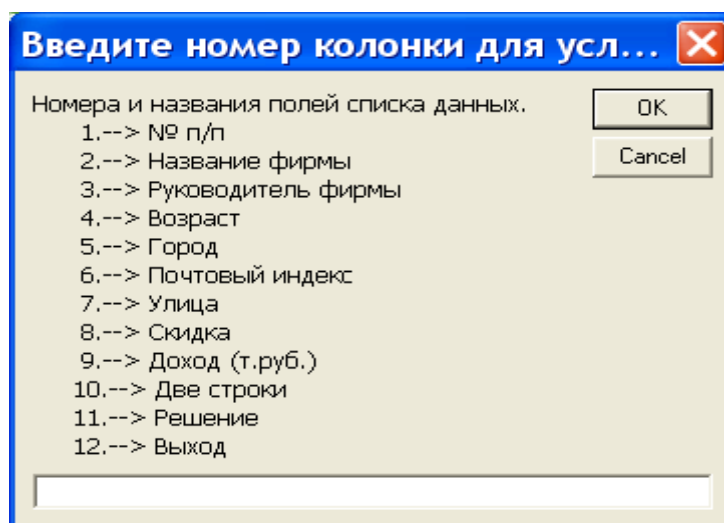 Введите номер колонки для усл...
Номера и названия полей списка данных.
OK
1.--> № п/п
2.--> Название фирмы
Cancel
3.--> Руководитель фирмы
4.--> Возраст
5.--> Город
6.--> Почтовый индекс
7.--> Улица
8.--> Скидка
9.--> Доход (т.руб.)
10.--> Две строки
11.--> Решение
12.--> Выход